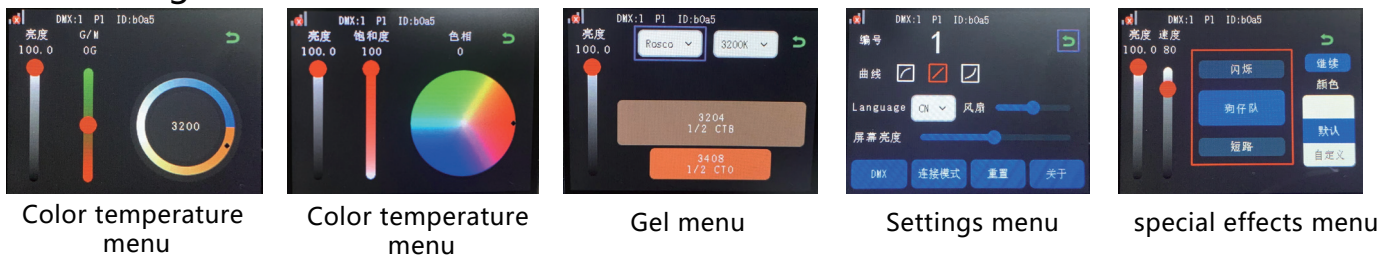 DMX:1 P1 ID:b0a5
亮度 G/M
100.0 0G
3200
Color temperature
menu
DMX:1 P1 ID:b0a5
亮度 饱和度 色相
100.0 100 0
Color temperature
menu
DMX:1 P1 ID:b0a5
亮度
100.0
Rosco 3200K
3204
1/2 CTB
3408
1/2 CTO
Gel menu
DMX:1 P1 ID:b0a5
编号 1
曲线
Language CN 风扇
屏幕亮度
DMX 连接模式 重置 关于
Settings menu
DMX:1 P1 ID:b0a5
亮度 速度
100.0 80
闪烁
狗仔队
短路
继续
颜色
默认
自定义
special effects menu